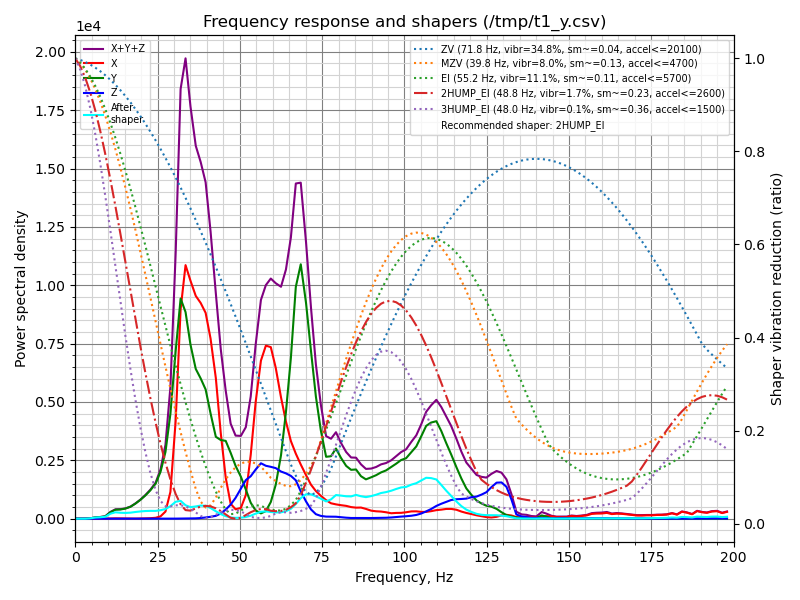 Frequency response and shapers (/tmp/t1_y.csv)
1e4
X+Y+Z
X
Y
Z
After
shaper
ZV (71.8 Hz, vibr=34.8%, sm~=0.04, accel<=20100)
MZV (39.8 Hz, vibr=8.0%, sm~=0.13, accel<=4700)
EI (55.2 Hz, vibr=11.1%, sm~=0.11, accel<=5700)
2HUMP_EI (48.8 Hz, vibr=1.7%, sm~=0.23, accel<=2600)
3HUMP_EI (48.0 Hz, vibr=0.1%, sm~=0.36, accel<=1500)
Recommended shaper: 2HUMP_EI
Power spectral density
2.00
1.75
1.50
1.25
1.00
0.75
0.50
0.25
0.00
1.0
0.8
0.6
0.4
0.2
0.0
Shaper vibration reduction (ratio)
0 25 50 75 100 125 150 175 200
Frequency, Hz